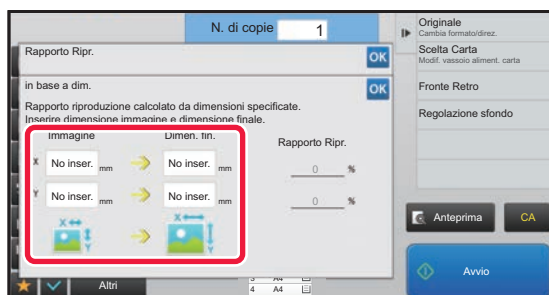 N. di copie 1
Originale
Cambia formato/direz.
Rapporto Ripr. OK
Scelta Carta
Modif. vassoio aliment. carta
in base a dim. OK
Fronte Retro
Rapporto riproduzione calcolato da dimensioni specificate.
Inserire dimensione immagine e dimensione finale.
Regolazione sfondo
Immagine Dimen. fin.
Rapporto Ripr.
X No inser. mm No inser. mm 0 %
Y No inser. mm No inser. mm 0 %
X X
Y Y
Anteprima CA
Avvio
Altri
3 A4
4 A4